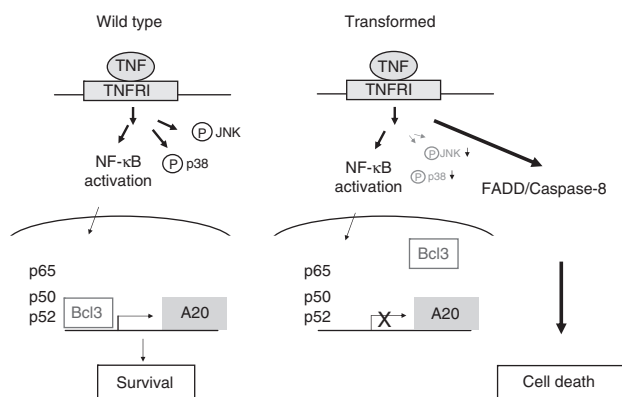 Wild type
TNF
TNFRI
P JNK
P p38
NF-κB
activation
p65
p50
p52
Bcl3
A20
Survival
Transformed
TNF
TNFRI
P JNK
P p38
NF-κB
activation
FADD/Caspase-8
Bcl3
p65
p50
p52
X
A20
Cell death